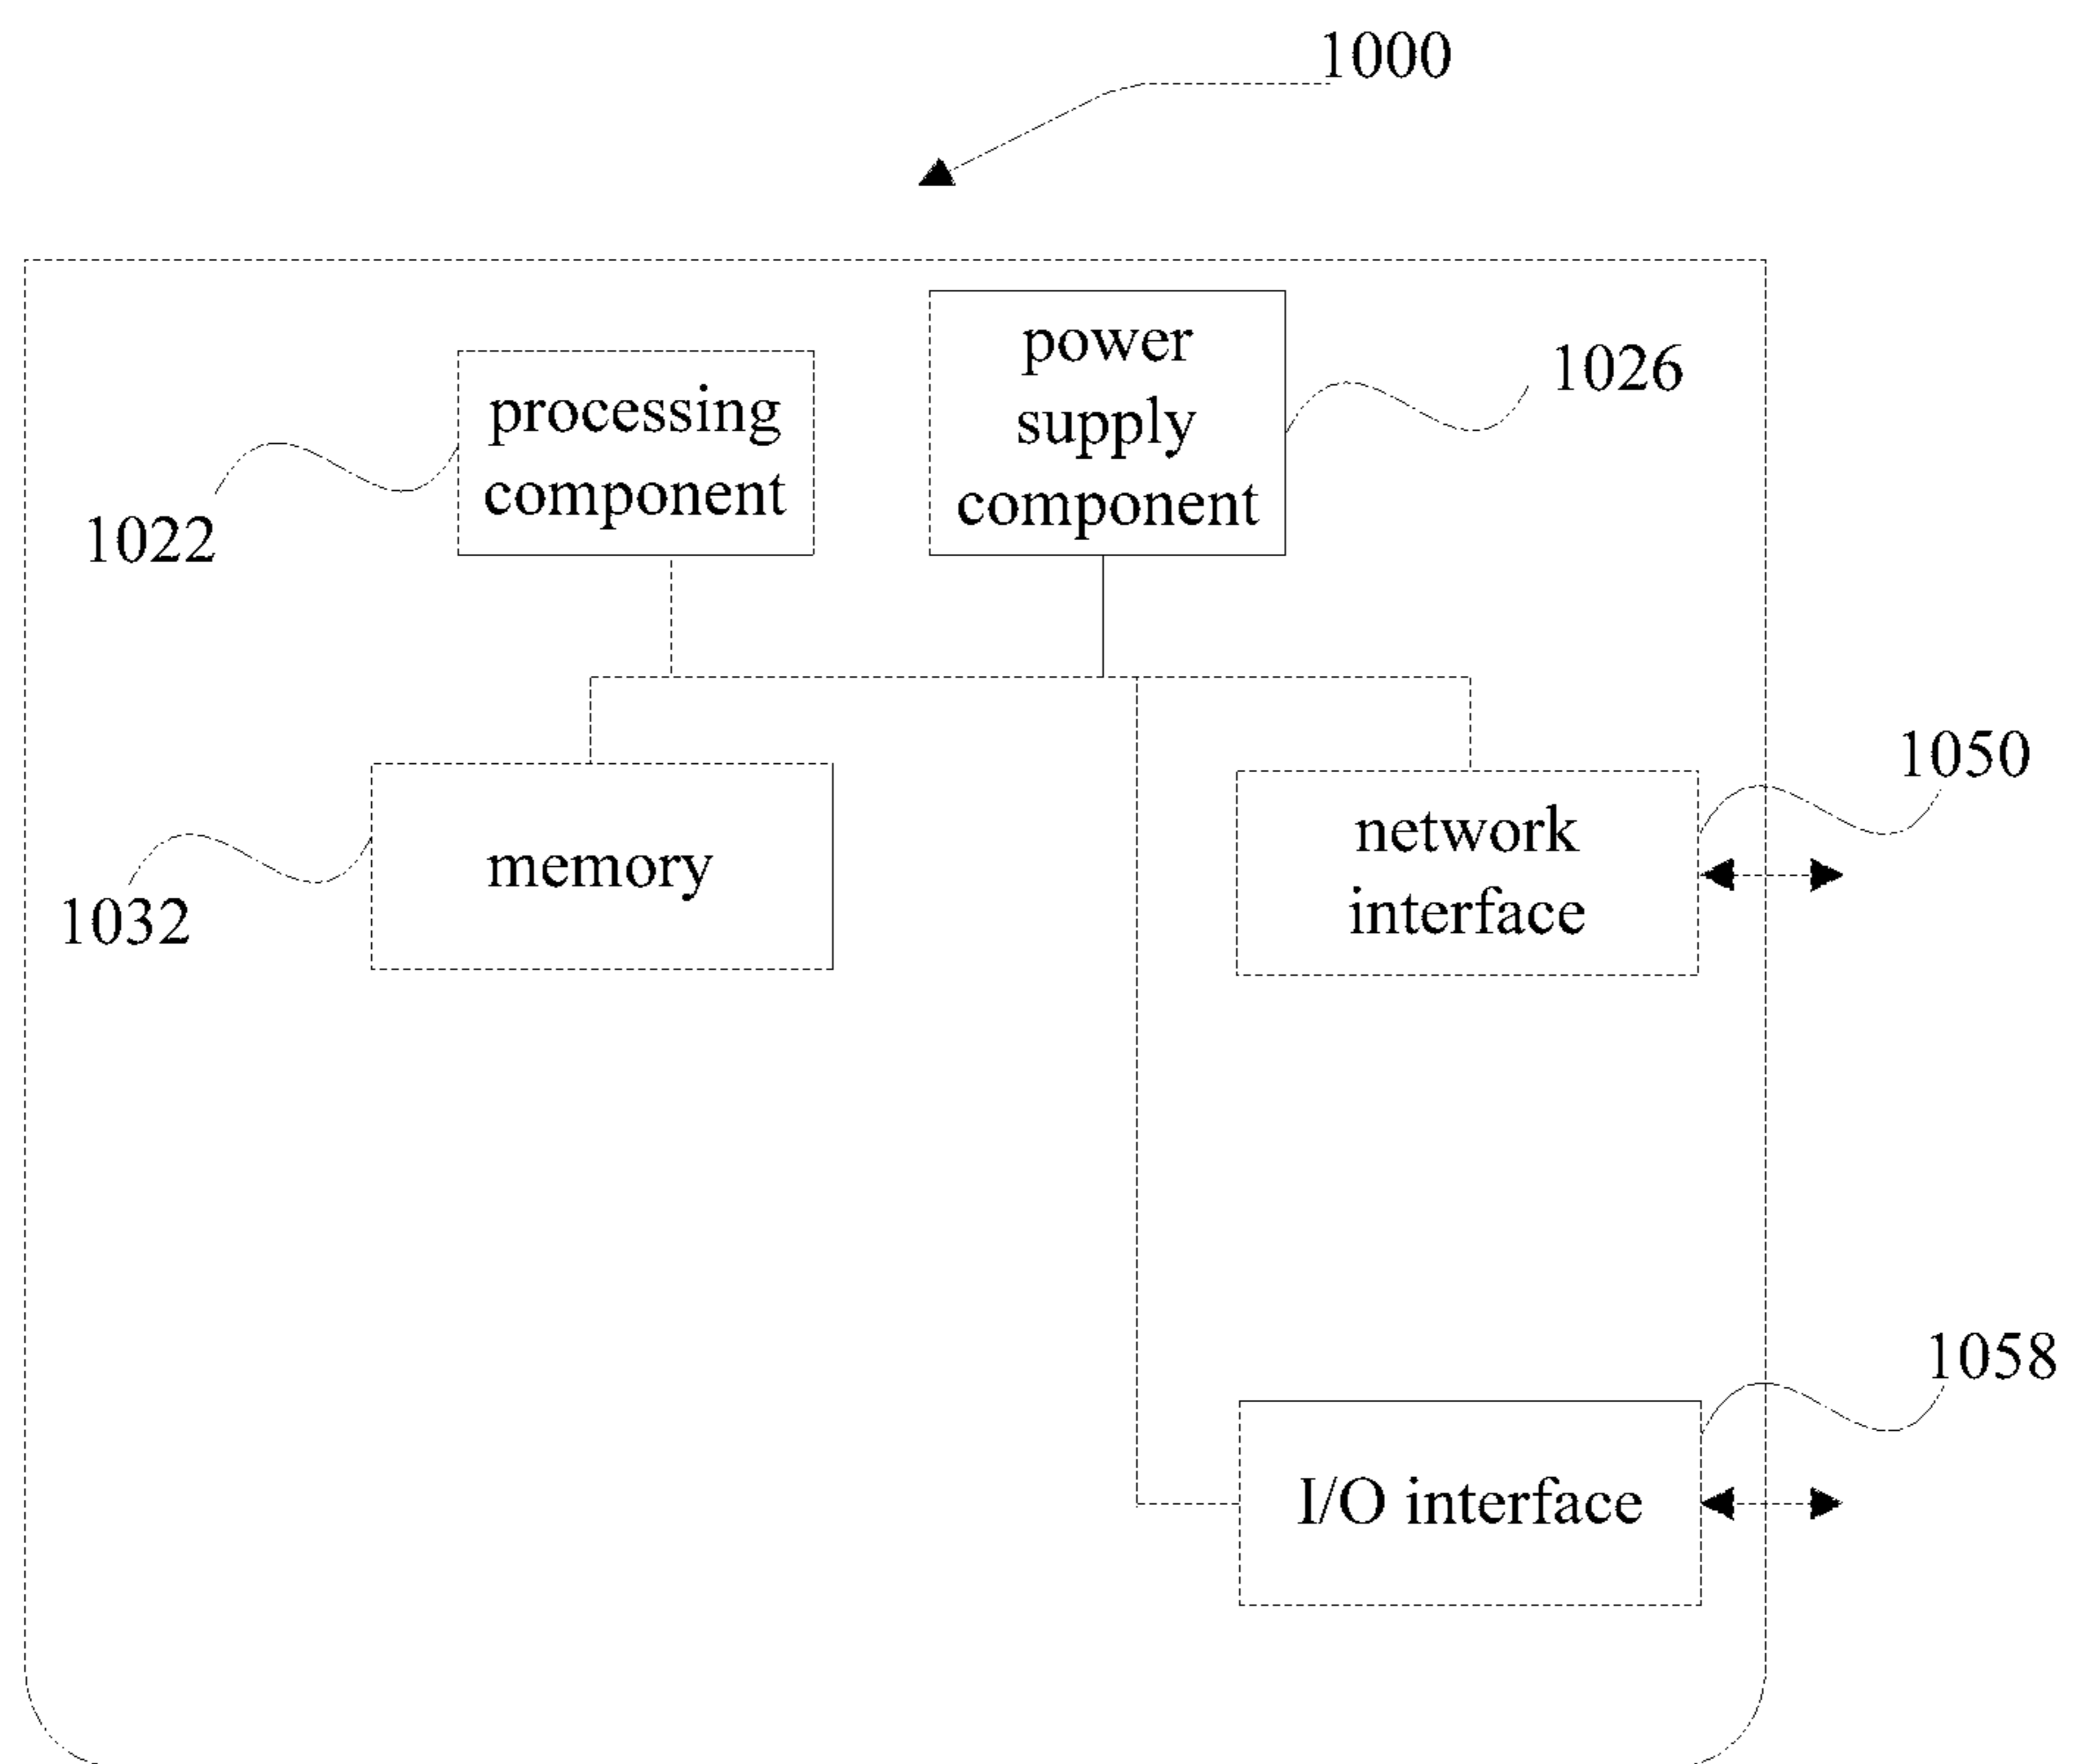 1000
power
supply
component
1026
processing
component
1022
1050
network
interface
memory
1032
1058
I/O interface